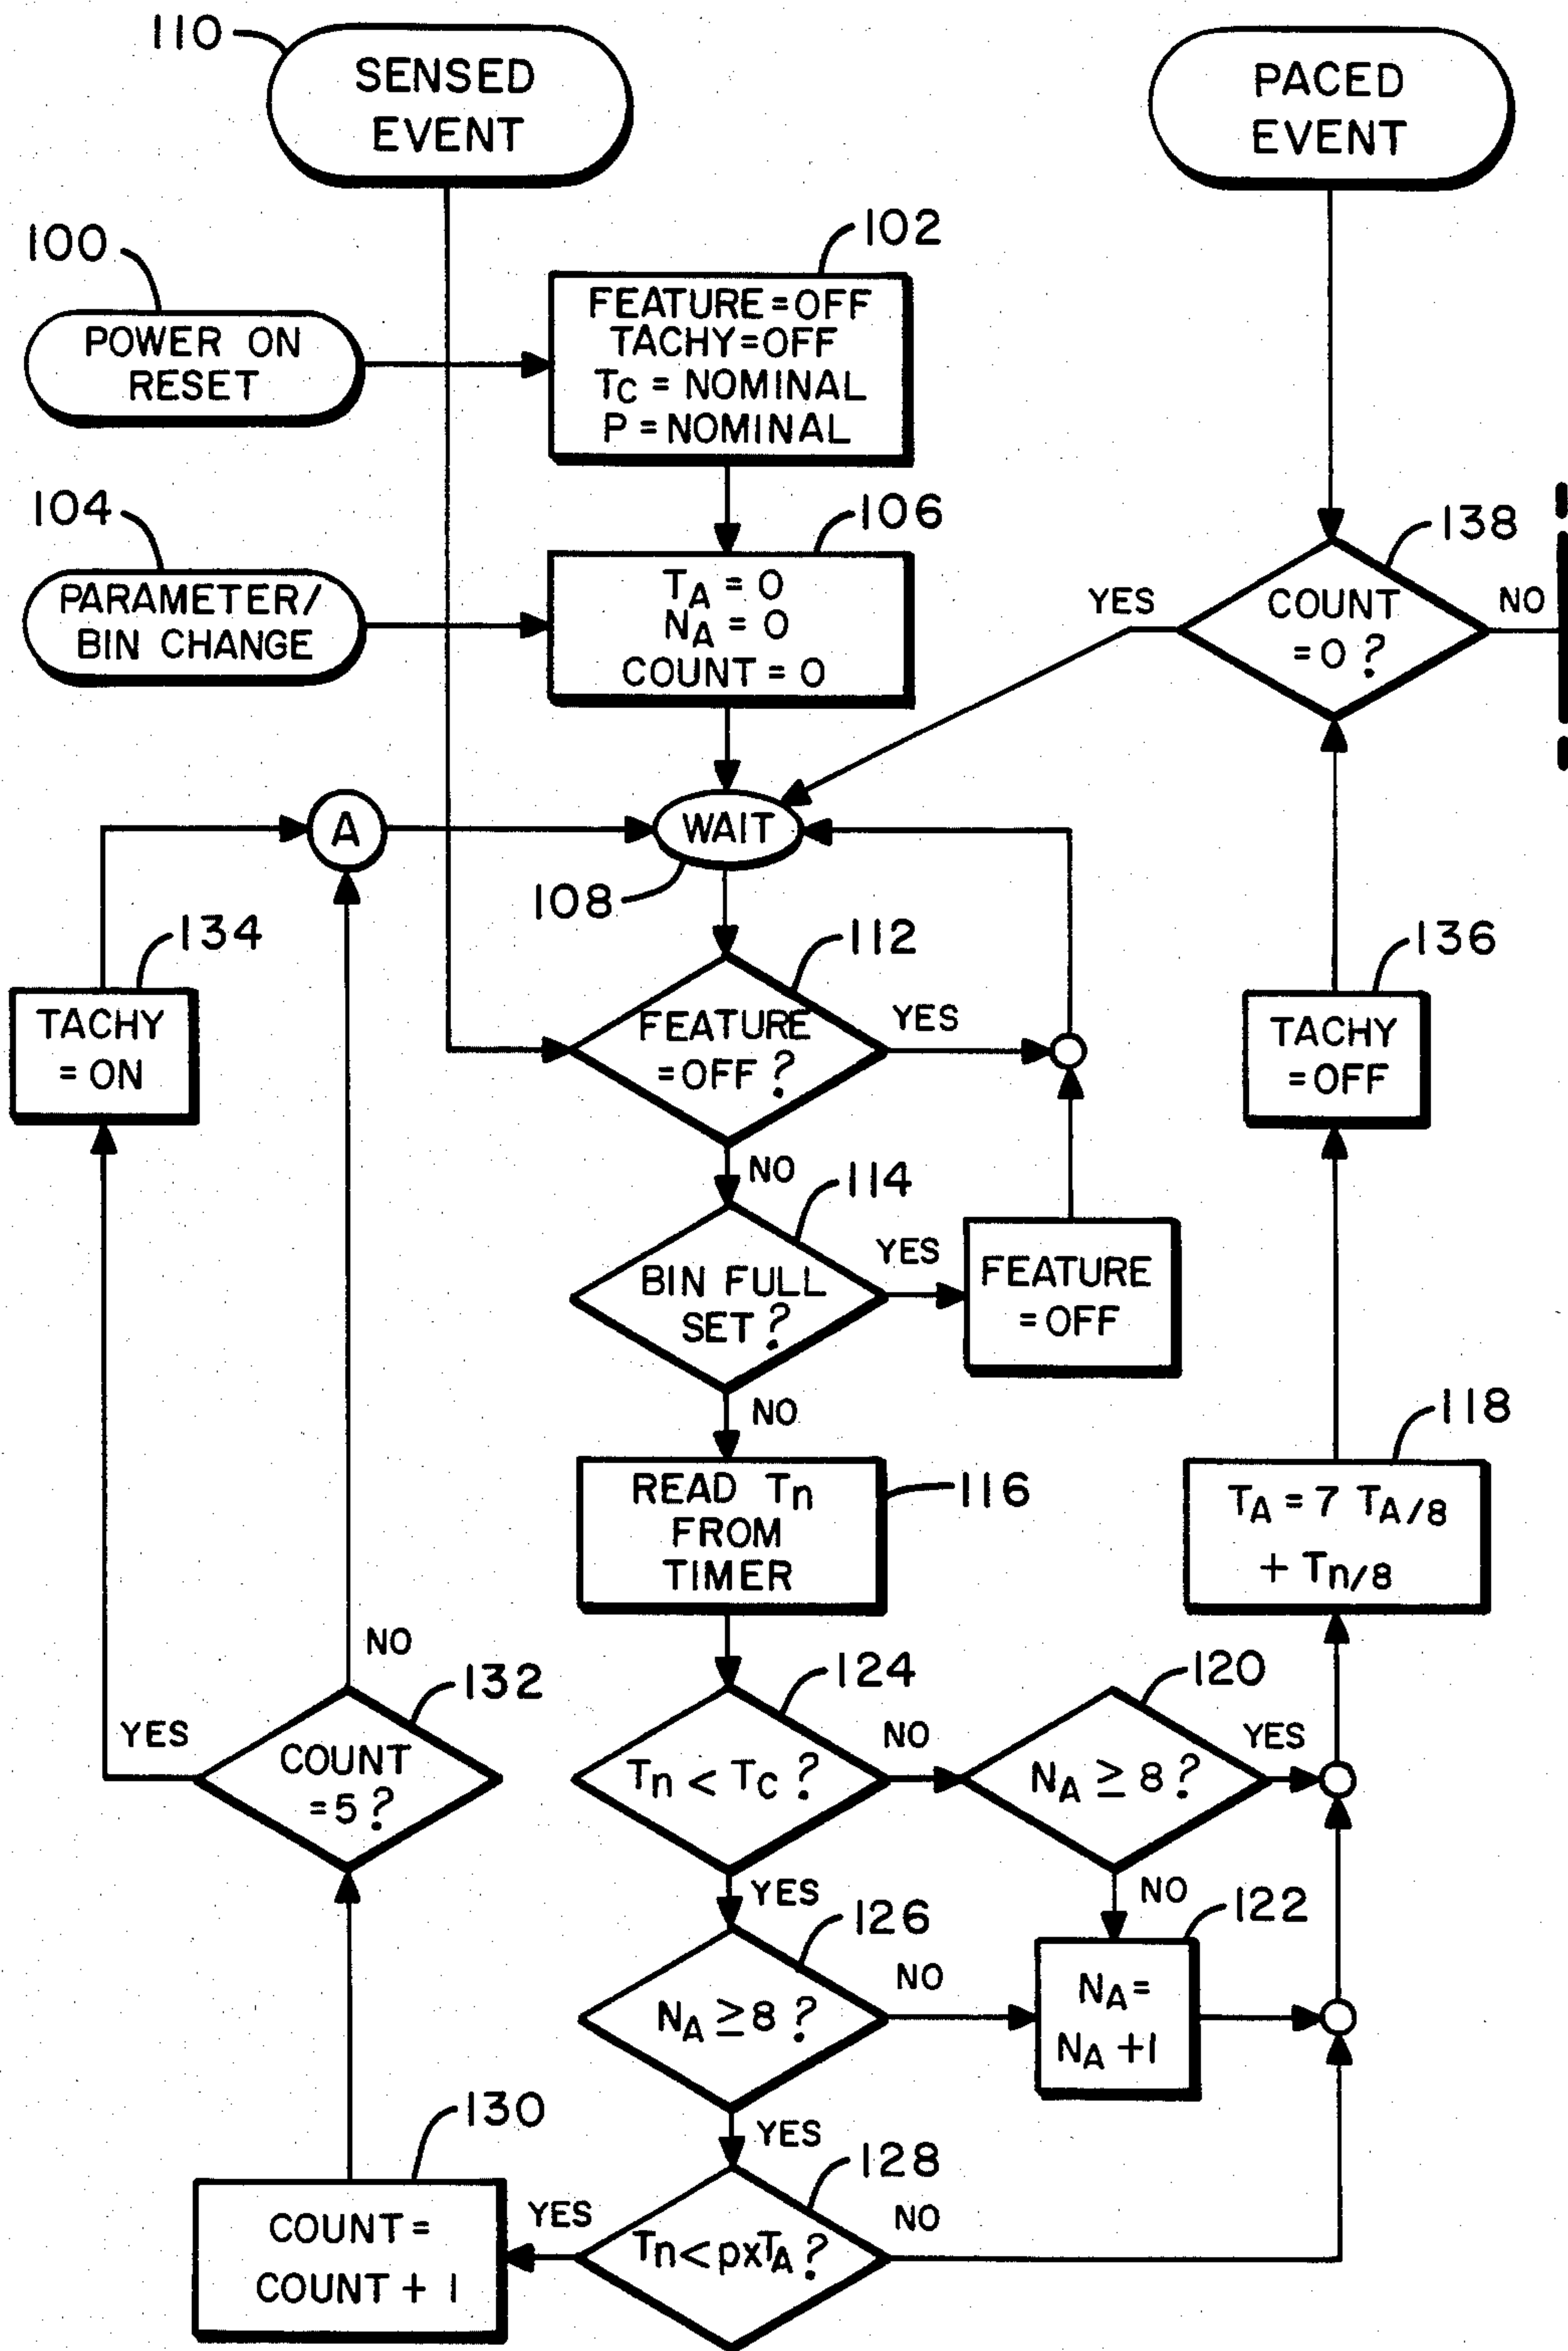 110
SENSED
EVENT
PACED
EVENT
100
POWER ON
RESET
102
FEATURE=OFF
TACHY=OFF
TC = NOMINAL
P = NOMINAL
104
PARAMETER/
BIN CHANGE
106
TA = 0
NA = 0
COUNT = 0
138
COUNT
=0 ?
YES
NO
A
WAIT
108
134
TACHY
= ON
112
FEATURE
=OFF ?
YES
NO
136
TACHY
=OFF
114
BIN FULL
SET ?
YES
NO
FEATURE
= OFF
116
READ Tn
FROM
TIMER
118
TA = 7 TA/8
+ Tn/8
NO
132
YES
COUNT
=5 ?
124
Tn < TC ?
NO
YES
120
NA ≥ 8 ?
YES
NO
126
NA ≥8 ?
NO
YES
122
NA=
NA +1
130
COUNT =
COUNT + 1
YES
128
Tn< pxTA ?
NO